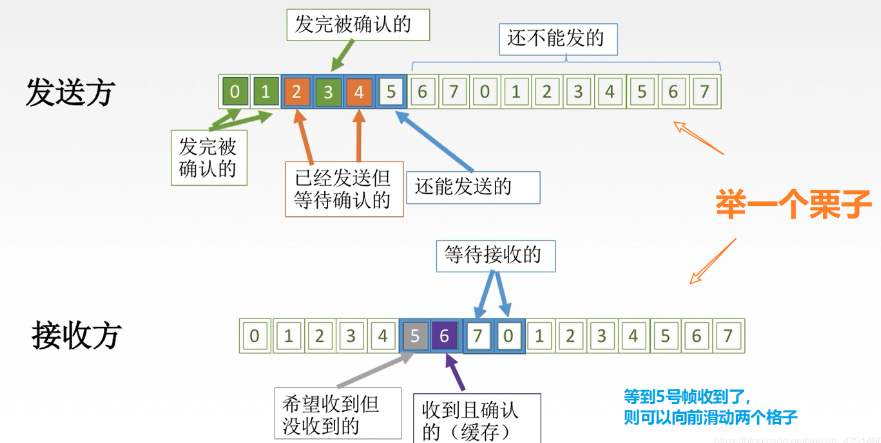 发完被确认的
还不能发的
发送方
0 1 2 3 4 5 6 7 0 1 2 3 4 5 6 7
发完被
确认的
已经发送但
等待确认的
还能发送的
举一个栗子
等待接收的
接收方
0 1 2 3 4 5 6 7 0 1 2 3 4 5 6 7
希望收到但
没收到的
收到且确认
的（缓存）
等到5号帧收到了，
则可以向前滑动两个格子